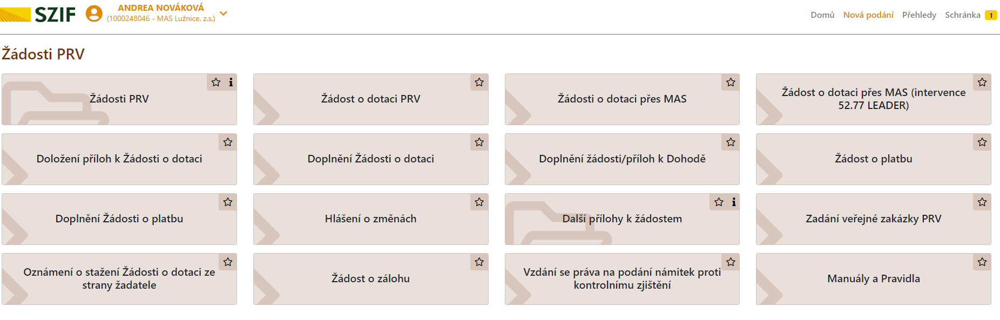 SZIF
ANDREA NOVÁKOVÁ
(1000248046 - MAS Lužnice, z.s.)
Domů
Nová podání
Přehledy
Schránka 1
Žádosti PRV
Žádosti PRV
Žádost o dotaci PRV
Žádosti o dotaci přes MAS
Žádost o dotaci přes MAS (intervence
52.77 LEADER)
Doložení příloh k Žádosti o dotaci
Doplnění Žádosti o dotaci
Doplnění žádosti/příloh k Dohodě
Žádost o platbu
Doplnění Žádosti o platbu
Hlášení o změnách
Další přílohy k žádostem
Zadání veřejné zakázky PRV
Oznámení o stažení Žádosti o dotaci ze
strany žadatele
Žádost o zálohu
Vzdání se práva na podání námitek proti
kontrolnímu zjištění
Manuály a Pravidla